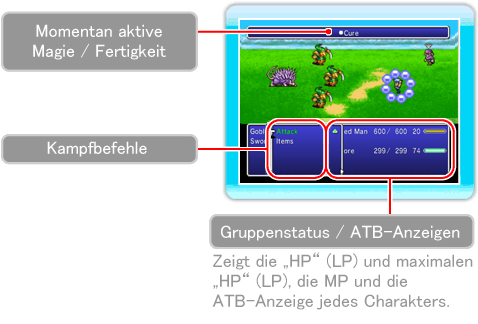 Momentan aktive
Magie / Fertigkeit
Cure
Kampfbefehle
Attack
Items
ed Man 600/ 600 20
ore 299/ 299 74
Gruppenstatus / ATB-Anzeigen
Zeigt die „HP“ (LP) und maximalen
„HP“ (LP), die MP und die
ATB-Anzeige jedes Charakters.